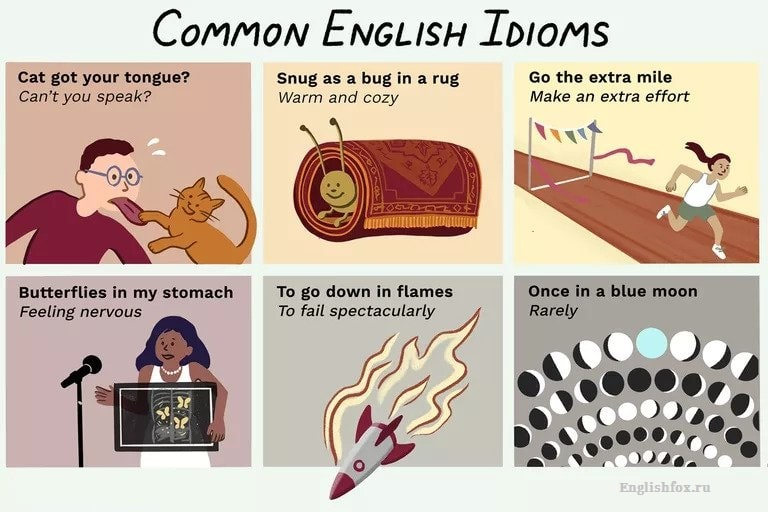 Common English Idioms
Cat got your tongue?
Can't you speak?
Snug as a bug in a rug
Warm and cozy
Go the extra mile
Make an extra effort
Butterflies in my stomach
Feeling nervous
To go down in flames
To fail spectacularly
Once in a blue moon
Rarely
Englishfox.ru